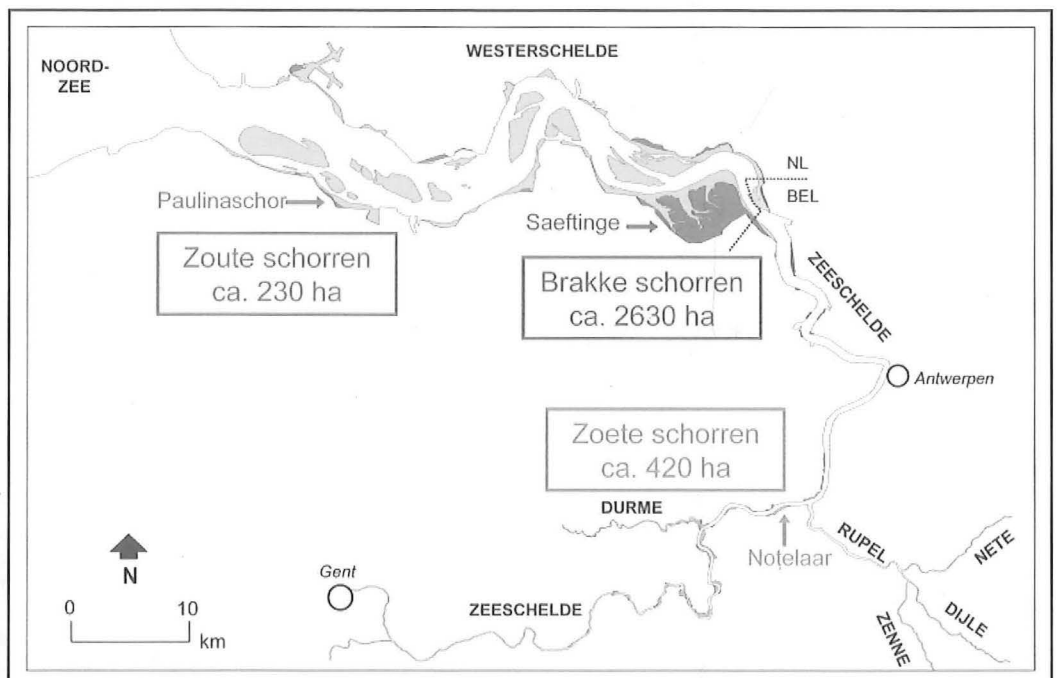 NOORD-
ZEE
WESTERSCHELDE
NL
BEL
Paulinaschor
Saeftinge
Zoute schorren
ca. 230 ha
Brakke schorren
ca. 2630 ha
ZEESCHELDE
Antwerpen
Zoete schorren
ca. 420 ha
DURME
Notelaar
RUPEL
NETE
N
Gent
ZEESCHELDE
DIJLE
ZENNE
0 10
km